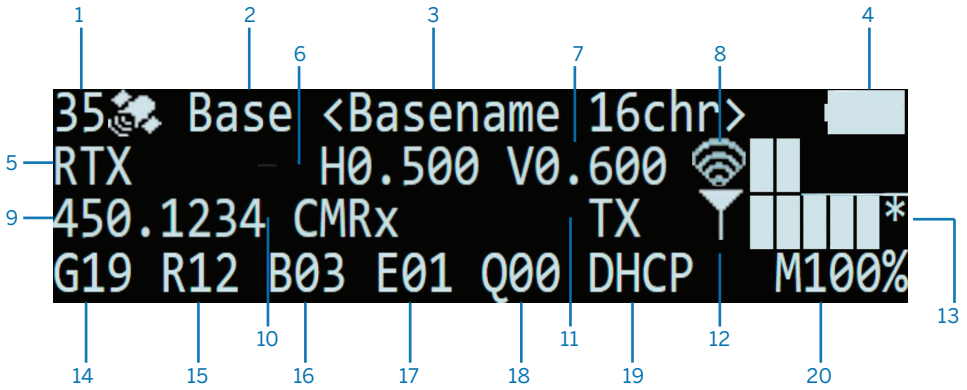 1 2 3 4
6 7 8
35 Base <Basename 16chr>
5 RTX - H0.500 V0.600
9 450.1234 CMRx TX * 13
G19 R12 B03 E01 Q00 DHCP M100%
10 11 12
14 15 16 17 18 19 20